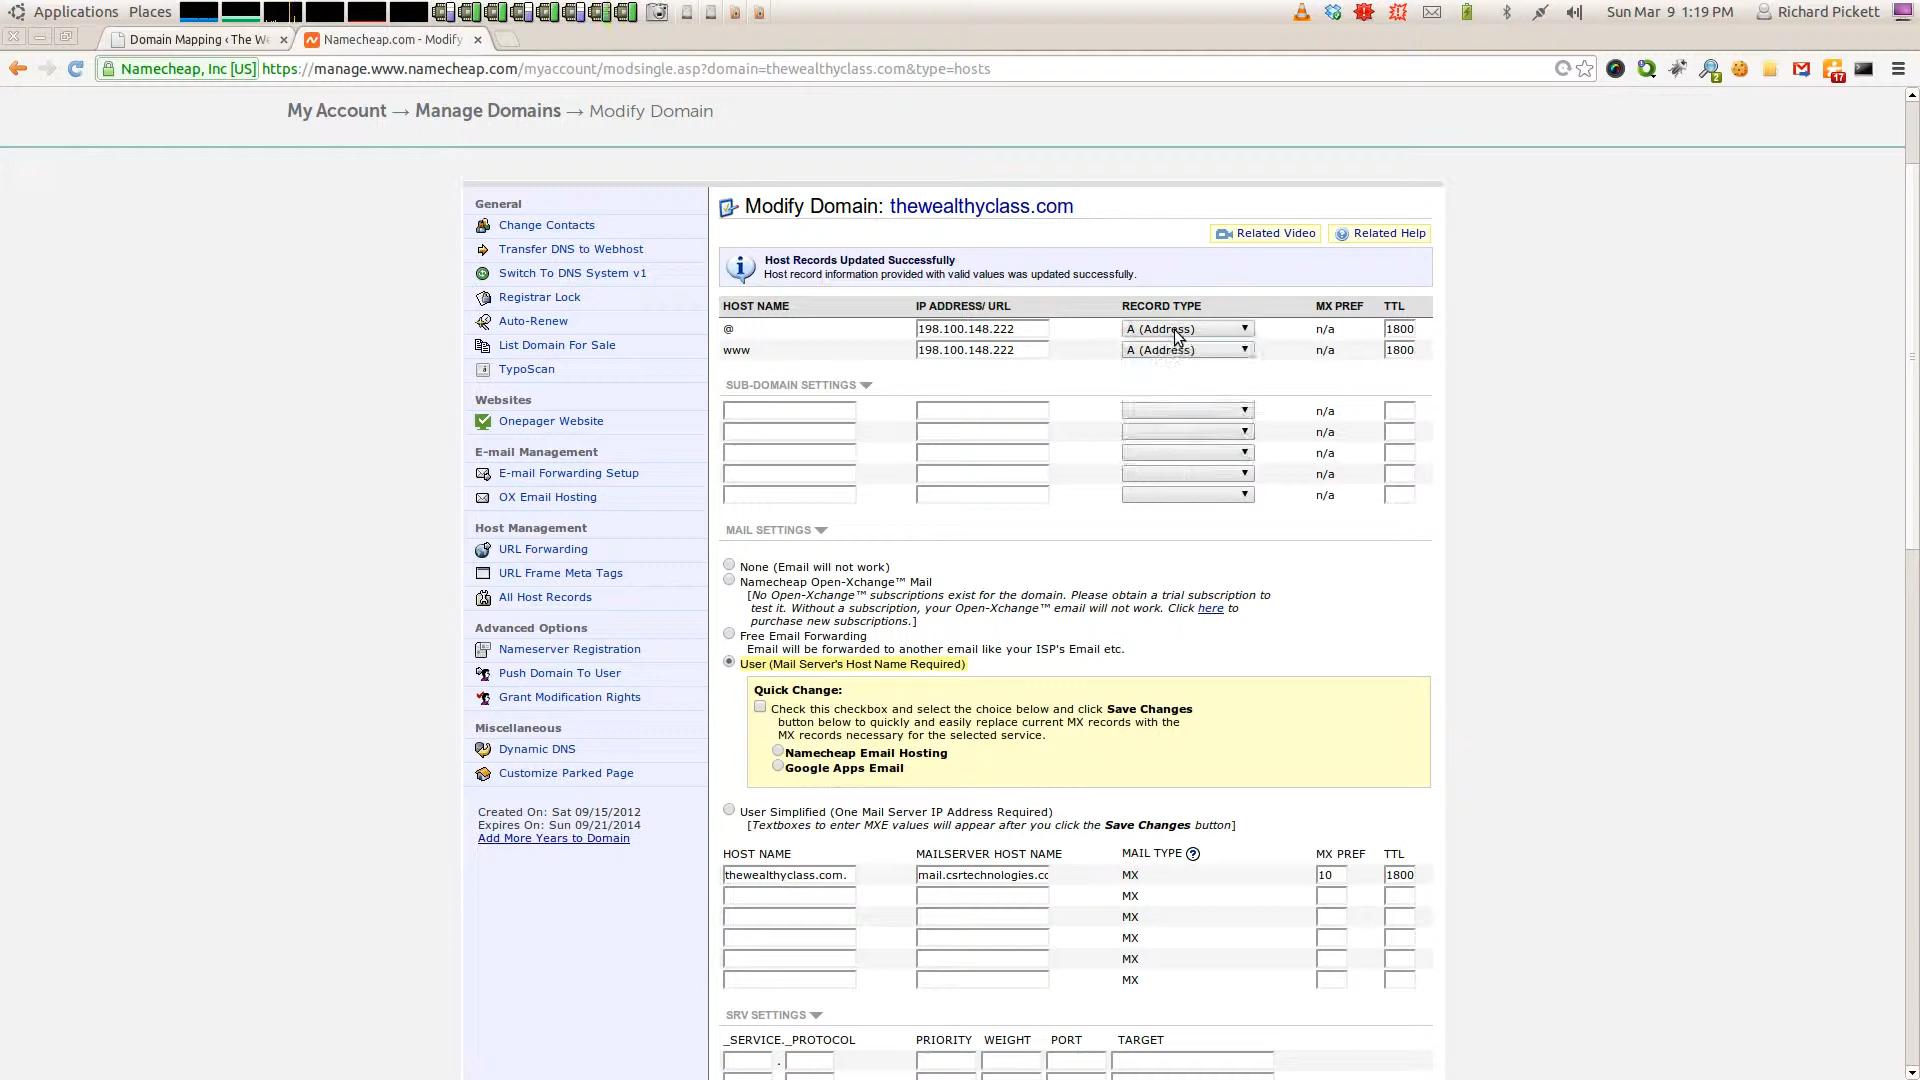 Applications Places Sun Mar 9 1:19 PM Richard Pickett
Domain Mapping ‹ The We Namecheap.com - Modify
Namecheap, Inc [US] https://manage.www.namecheap.com/myaccount/modsingle.asp?domain=thewealthyclass.com&type=hosts 2 17
My Account → Manage Domains → Modify Domain
General
Change Contacts
Transfer DNS to Webhost
Switch To DNS System v1
Registrar Lock
Auto-Renew
List Domain For Sale
TypoScan
Websites
Onepager Website
E-mail Management
E-mail Forwarding Setup
OX Email Hosting
Host Management
URL Forwarding
URL Frame Meta Tags
All Host Records
Advanced Options
Nameserver Registration
Push Domain To User
Grant Modification Rights
Miscellaneous
Dynamic DNS
Customize Parked Page
Created On: Sat 09/15/2012
Expires On: Sun 09/21/2014
Add More Years to Domain
Modify Domain: thewealthyclass.com
Related Video Related Help
Host Records Updated Successfully
Host record information provided with valid values was updated successfully.
HOST NAME IP ADDRESS/ URL RECORD TYPE MX PREF TTL
@ 198.100.148.222 A (Address) n/a 1800
www 198.100.148.222 A (Address) n/a 1800
SUB-DOMAIN SETTINGS
n/a
n/a
n/a
n/a
n/a
MAIL SETTINGS
None (Email will not work)
Namecheap Open-Xchange™ Mail
[No Open-Xchange™ subscriptions exist for the domain. Please obtain a trial subscription to
test it. Without a subscription, your Open-Xchange™ email will not work. Click here to
purchase new subscriptions.]
Free Email Forwarding
Email will be forwarded to another email like your ISP's Email etc.
User (Mail Server's Host Name Required)
Quick Change:
Check this checkbox and select the choice below and click Save Changes
button below to quickly and easily replace current MX records with the
MX records necessary for the selected service.
Namecheap Email Hosting
Google Apps Email
User Simplified (One Mail Server IP Address Required)
[Textboxes to enter MXE values will appear after you click the Save Changes button]
HOST NAME MAILSERVER HOST NAME MAIL TYPE MX PREF TTL
thewealthyclass.com. mail.csrtechnologies.cc MX 10 1800
MX
MX
MX
MX
MX
SRV SETTINGS
_SERVICE._PROTOCOL PRIORITY WEIGHT PORT TARGET
.